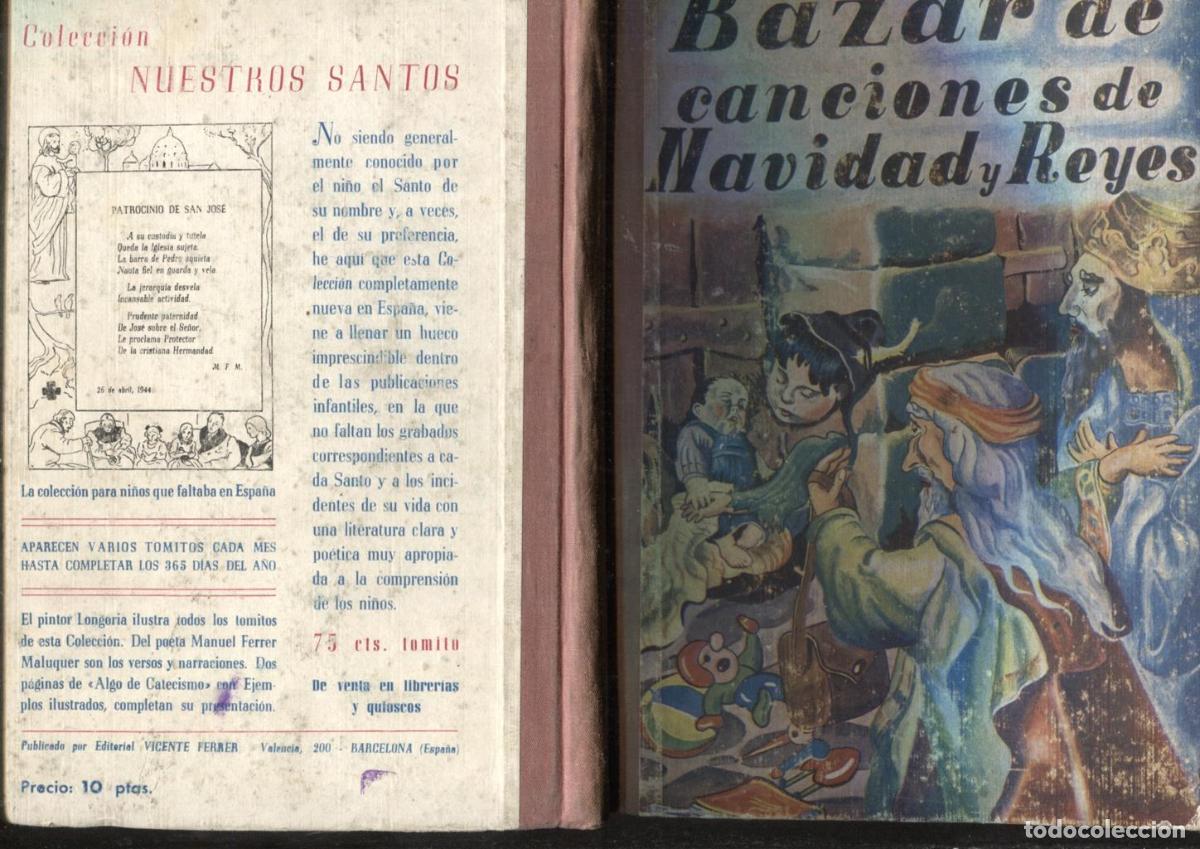 Colección
NUESTROS SANTOS
PATROCINIO DE SAN JOSÉ
A su custodia y tutela
Queda la Iglesia sujeta.
La barca de Pedro aquieta
Nauta fiel en guarda y vela
La jerarquía desvela
Incansable actividad.
Prudente paternidad
De José sobre el Señor,
Le proclama Protector
De la cristiana Hermandad
M. F. M.
26 de abril, 1944
La colección para niños que faltaba en España
APARECEN VARIOS TOMITOS CADA MES
HASTA COMPLETAR LOS 365 DÍAS DEL AÑO
El pintor Longoria ilustra todos los tomitos
de esta Colección. Del poeta Manuel Ferrer
Maluquer son los versos y narraciones. Dos
páginas de «Algo de Catecismo» con Ejem-
plos ilustrados, completan su presentación.
No siendo general-
mente conocido por
el niño el Santo de
su nombre y, a veces,
el de su preferencia,
he aquí que esta Co-
lección completamente
nueva en España, vie-
ne a llenar un hueco
imprescindible dentro
de las publicaciones
infantiles, en la que
no faltan los grabados
correspondientes a ca-
da Santo y a los inci-
dentes de su vida con
una literatura clara y
poética muy apropia-
da a la comprensión
de los niños.
75 cts. tomito
De venta en librerías
y quioscos
Publicado por Editorial VICENTE FERRER - Valencia, 200 - BARCELONA (España)
Precio: 10 ptas.
Bazar de
canciones de
Navidad y Reyes
todocoleccion